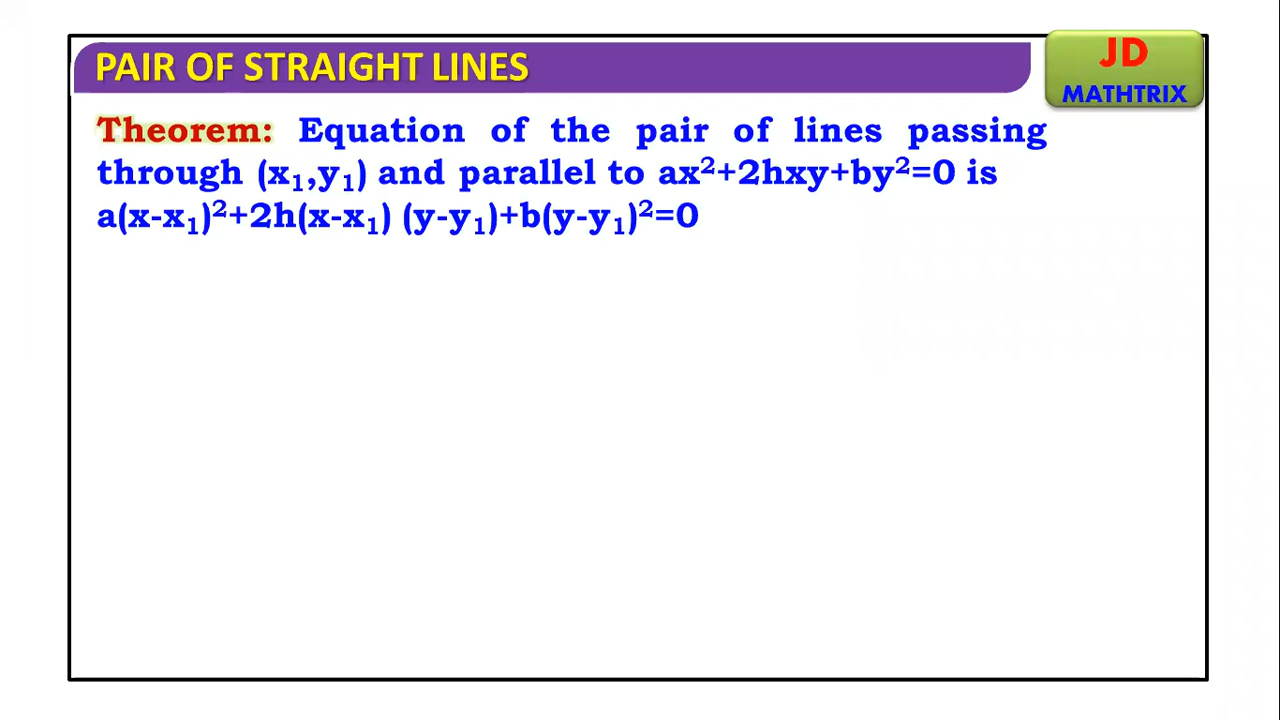 PAIR OF STRAIGHT LINES
JD
MATHTRIX
Theorem: Equation of the pair of lines passing
through (x₁,y₁) and parallel to ax²+2hxy+by²=0 is
a(x-x₁)²+2h(x-x₁) (y-y₁)+b(y-y₁)²=0